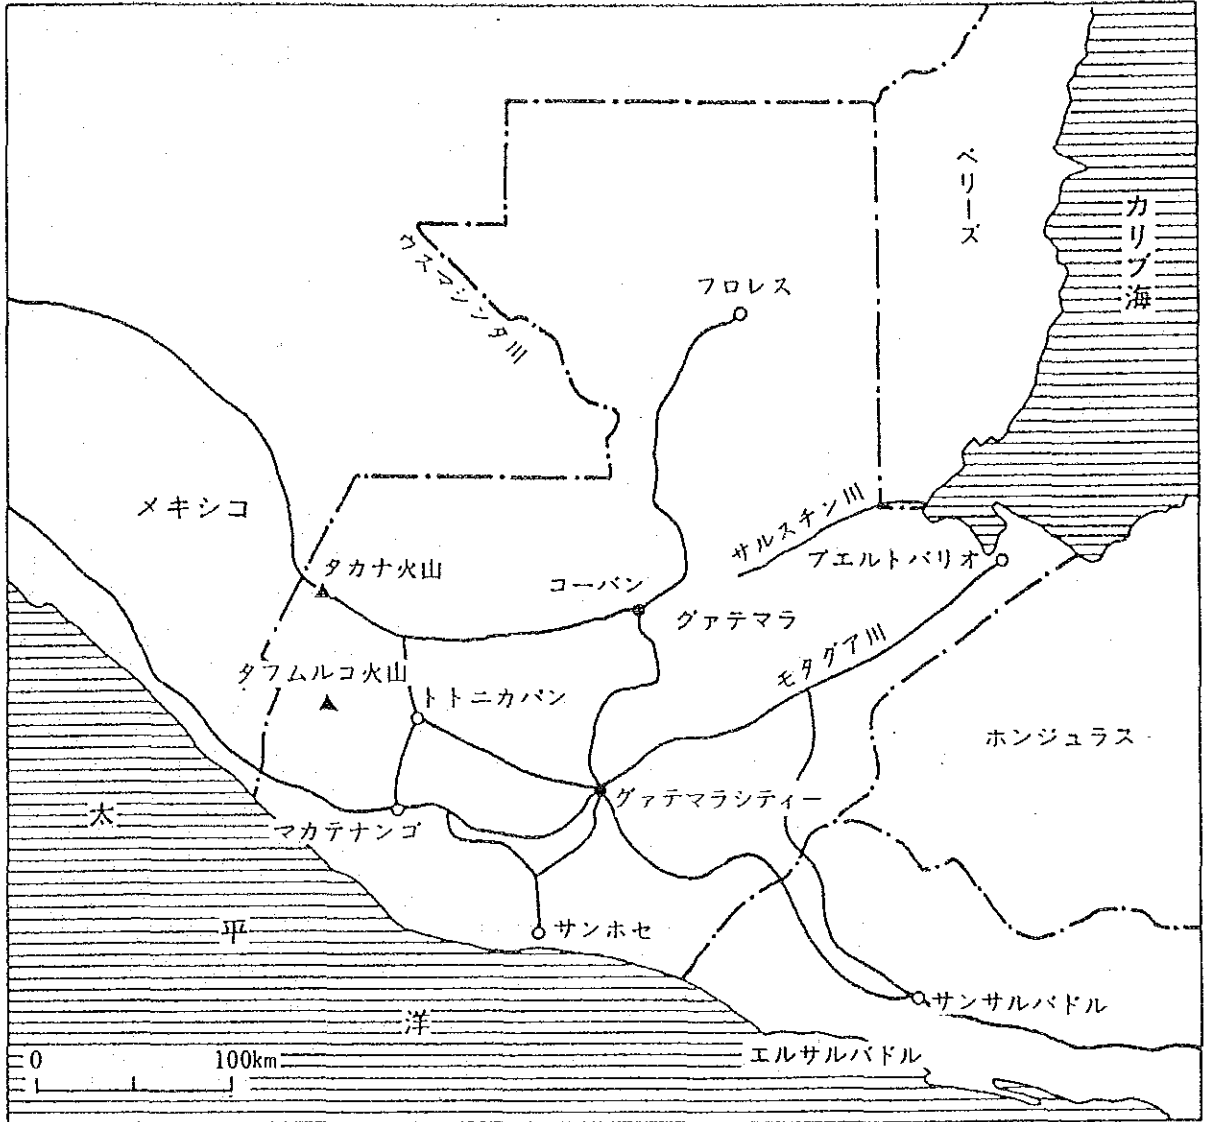 ベリーズ
カリブ海
ウスマシンタ川
フロレス
メキシコ
サルスチン川
プエルトバリオ
タカナ火山
コーバン
グァテマラ
モタグア川
タフムルコ火山
トトニカパン
ホンジュラス
グァテマラシティー
マカテナンゴ
サンホセ
太平洋
サンサルバドル
エルサルバドル
0 100km